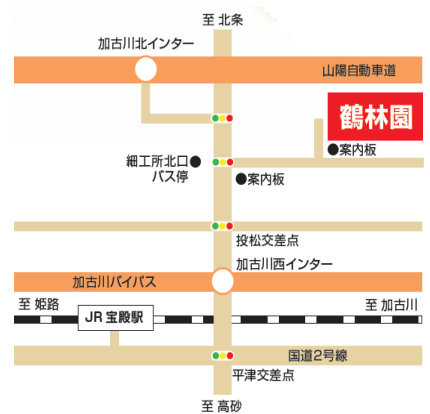 至 北条
加古川北インター
山陽自動車道
鶴林園
●案内板
細工所北口●
バス停
●案内板
投松交差点
加古川西インター
加古川バイパス
至 姫路
至 加古川
JR 宝殿駅
国道2号線
平津交差点
至 高砂